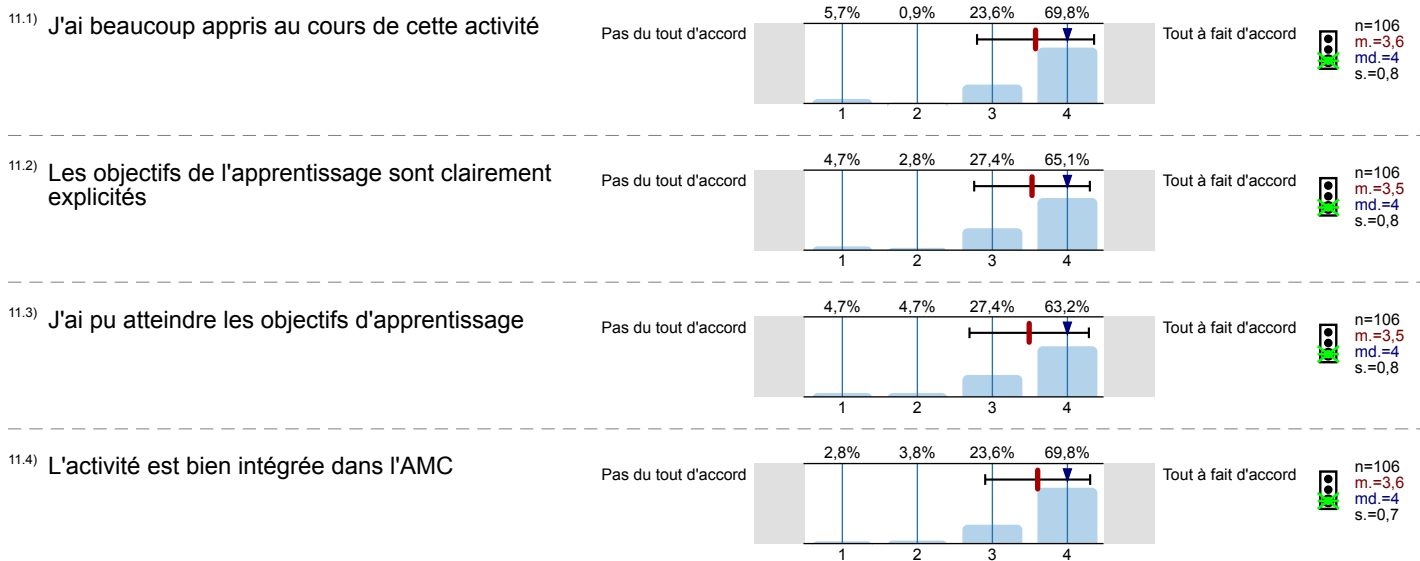 11.1) J'ai beaucoup appris au cours de cette activité
Pas du tout d'accord
5,7% 0,9% 23,6% 69,8%
1 2 3 4
Tout à fait d'accord
n=106
m.=3,6
md.=4
s.=0,8
11.2) Les objectifs de l'apprentissage sont clairement
explicités
Pas du tout d'accord
4,7% 2,8% 27,4% 65,1%
1 2 3 4
Tout à fait d'accord
n=106
m.=3,5
md.=4
s.=0,8
11.3) J'ai pu atteindre les objectifs d'apprentissage
Pas du tout d'accord
4,7% 4,7% 27,4% 63,2%
1 2 3 4
Tout à fait d'accord
n=106
m.=3,5
md.=4
s.=0,8
11.4) L'activité est bien intégrée dans l'AMC
Pas du tout d'accord
2,8% 3,8% 23,6% 69,8%
1 2 3 4
Tout à fait d'accord
n=106
m.=3,6
md.=4
s.=0,7